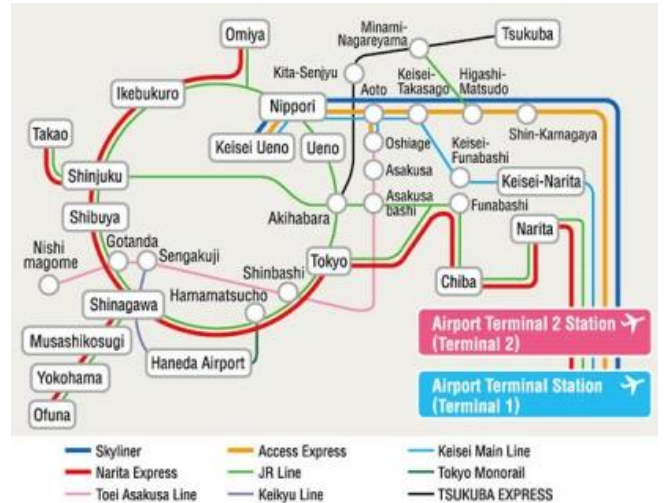 Omiya
Minami-
Nagareyama
Tsukuba
Kita-Senjyu
Ikebukuro
Nippori
Aoto
Keisei-
Takasago
Higashi-
Matsudo
Takao
Keisei Ueno
Ueno
Oshiage
Shin-Kamagaya
Shinjuku
Asakusa
Keisei-
Funabashi
Keisei-Narita
Shibuya
Akihabara
Asakusa
bashi
Funabashi
Nishi
magome
Gotanda
Sengakuji
Tokyo
Narita
Shinbashi
Chiba
Shinagawa
Hamamatsucho
Musashikosugi
Haneda Airport
Yokohama
Ofuna
Airport Terminal 2 Station
(Terminal 2)
Airport Terminal Station
(Terminal 1)
Skyliner
Access Express
Keisei Main Line
Narita Express
JR Line
Tokyo Monorail
Toei Asakusa Line
Keikyu Line
TSUKUBA EXPRESS